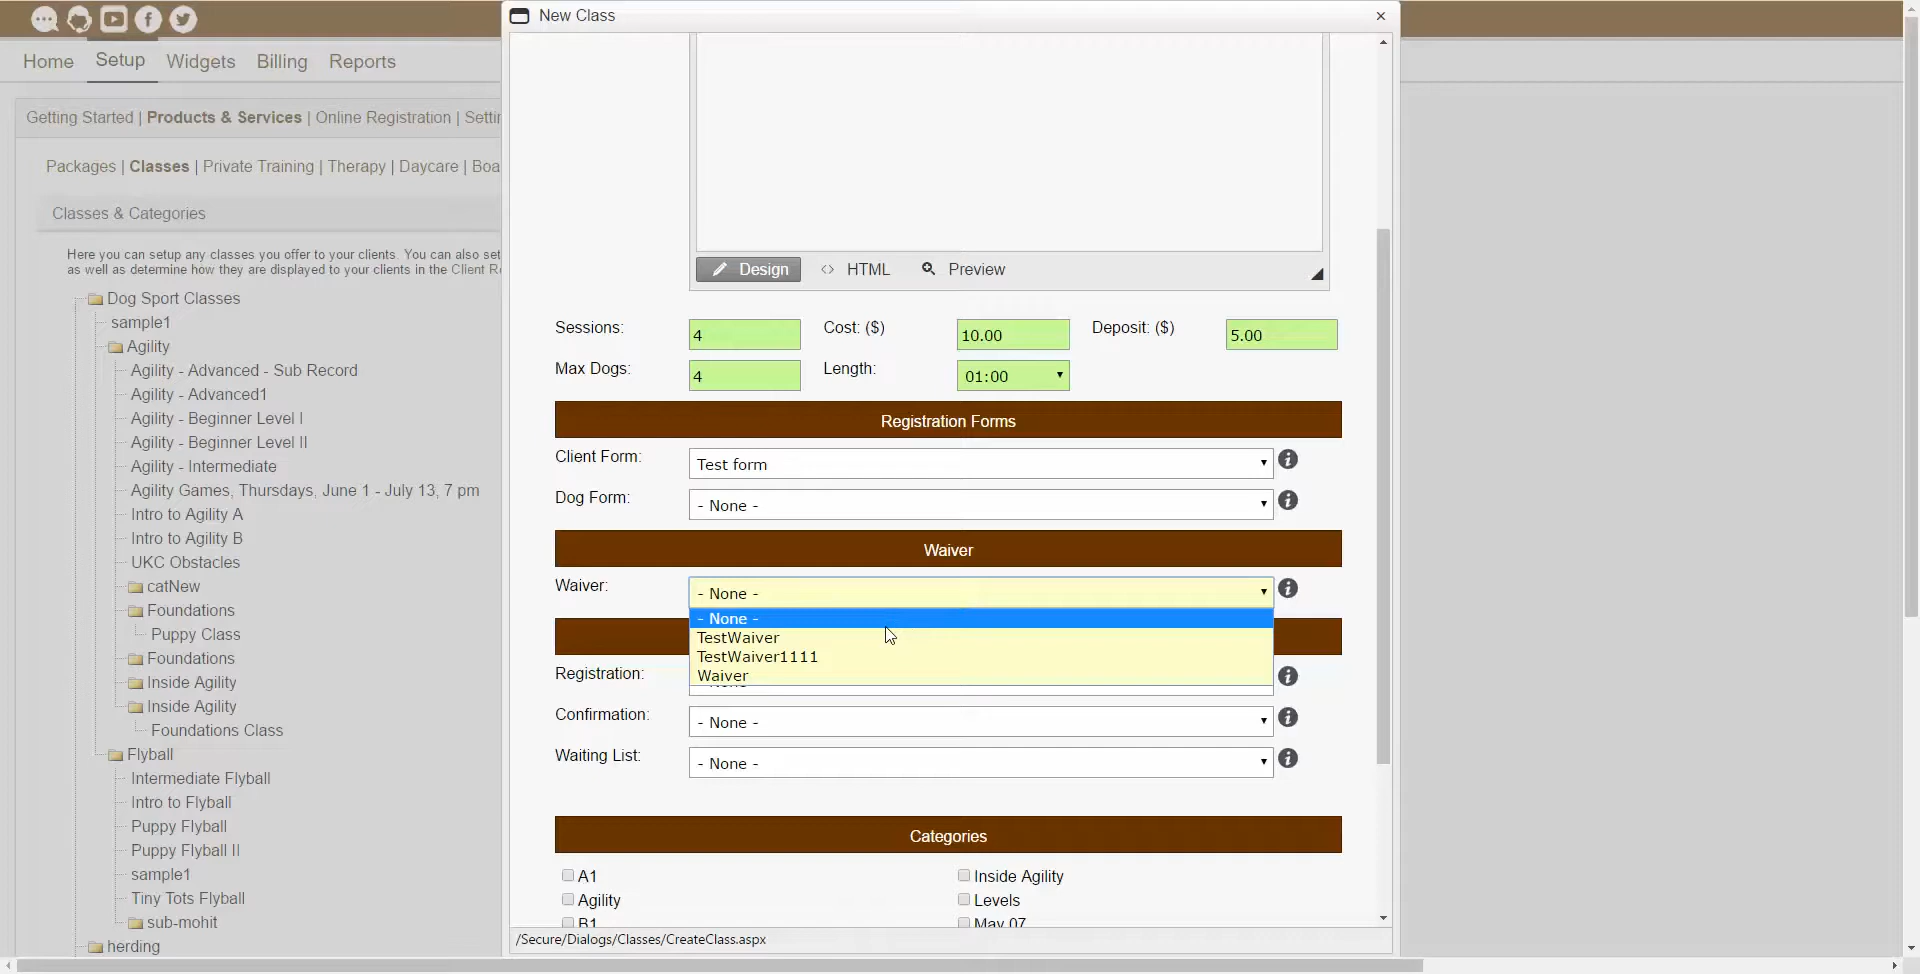 New Class
Home Setup Widgets Billing Reports
Getting Started | Products & Services | Online Registration | Settin
Packages | Classes | Private Training | Therapy | Daycare | Boa
Classes & Categories
Here you can setup any classes you offer to your clients. You can also set
as well as determine how they are displayed to your clients in the Client R
Dog Sport Classes
sample1
Agility
Agility - Advanced - Sub Record
Agility - Advanced1
Agility - Beginner Level I
Agility - Beginner Level II
Agility - Intermediate
Agility Games, Thursdays, June 1 - July 13, 7 pm
Intro to Agility A
Intro to Agility B
UKC Obstacles
catNew
Foundations
Puppy Class
Foundations
Inside Agility
Inside Agility
Foundations Class
Flyball
Intermediate Flyball
Intro to Flyball
Puppy Flyball
Puppy Flyball II
sample1
Tiny Tots Flyball
sub-mohit
herding
Design HTML Preview
Sessions: 4 Cost: ($) 10.00 Deposit: ($) 5.00
Max Dogs: 4 Length: 01:00
Registration Forms
Client Form: Test form
Dog Form: - None -
Waiver
Waiver: - None -
- None -
TestWaiver
TestWaiver1111
Waiver
Registration:
Confirmation: - None -
Waiting List: - None -
Categories
A1 Inside Agility
Agility Levels
B1 May 07
/Secure/Dialogs/Classes/CreateClass.aspx